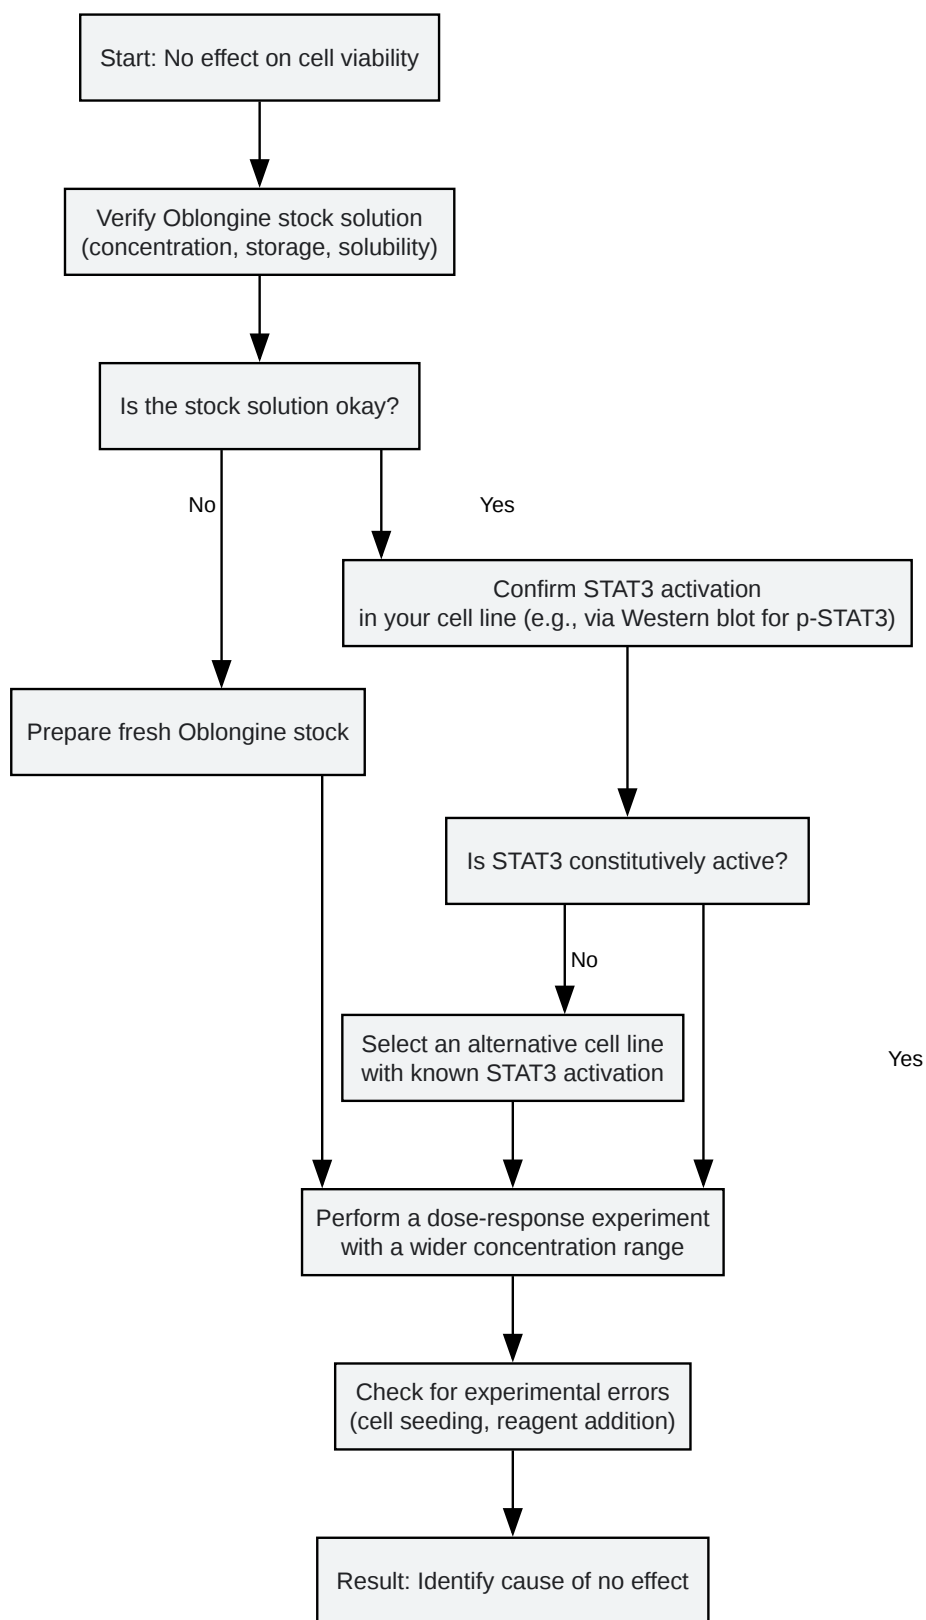 Start: No effect on cell viability
Verify Oblongine stock solution
(concentration, storage, solubility)
Is the stock solution okay?
No
Yes
Confirm STAT3 activation
in your cell line (e.g., via Western blot for p-STAT3)
Prepare fresh Oblongine stock
Is STAT3 constitutively active?
No
Select an alternative cell line
with known STAT3 activation
Yes
Perform a dose-response experiment
with a wider concentration range
Check for experimental errors
(cell seeding, reagent addition)
Result: Identify cause of no effect